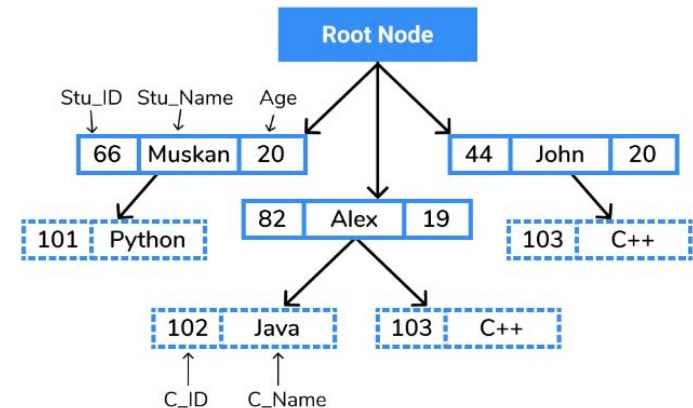 Root Node
Stu_ID Stu_Name Age
66 Muskan 20
44 John 20
82 Alex 19
101 Python
103 C++
102 Java
103 C++
C_ID C_Name